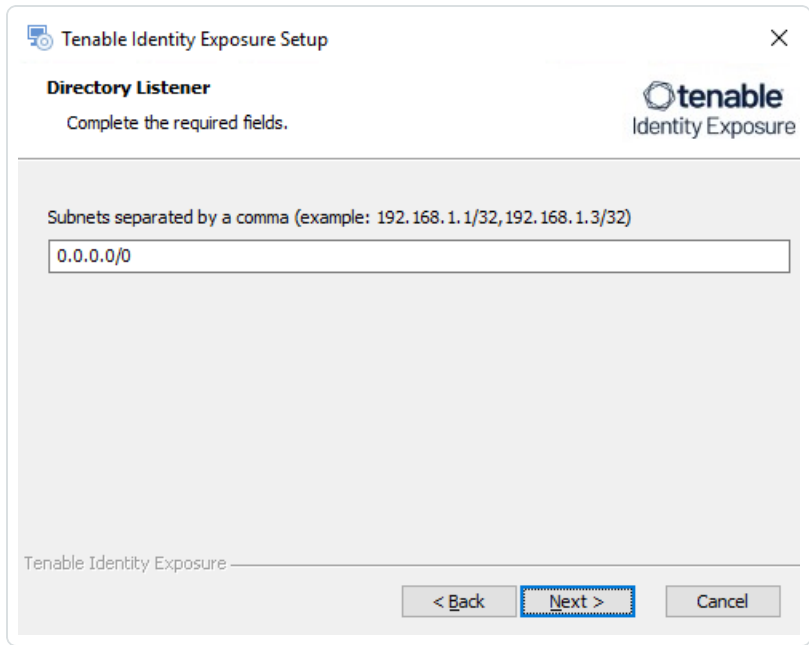 Tenable Identity Exposure Setup
Directory Listener
Complete the required fields.
tenable
Identity Exposure
Subnets separated by a comma (example: 192.168.1.1/32,192.168.1.3/32)
0.0.0.0/0
Tenable Identity Exposure
< Back
Next >
Cancel